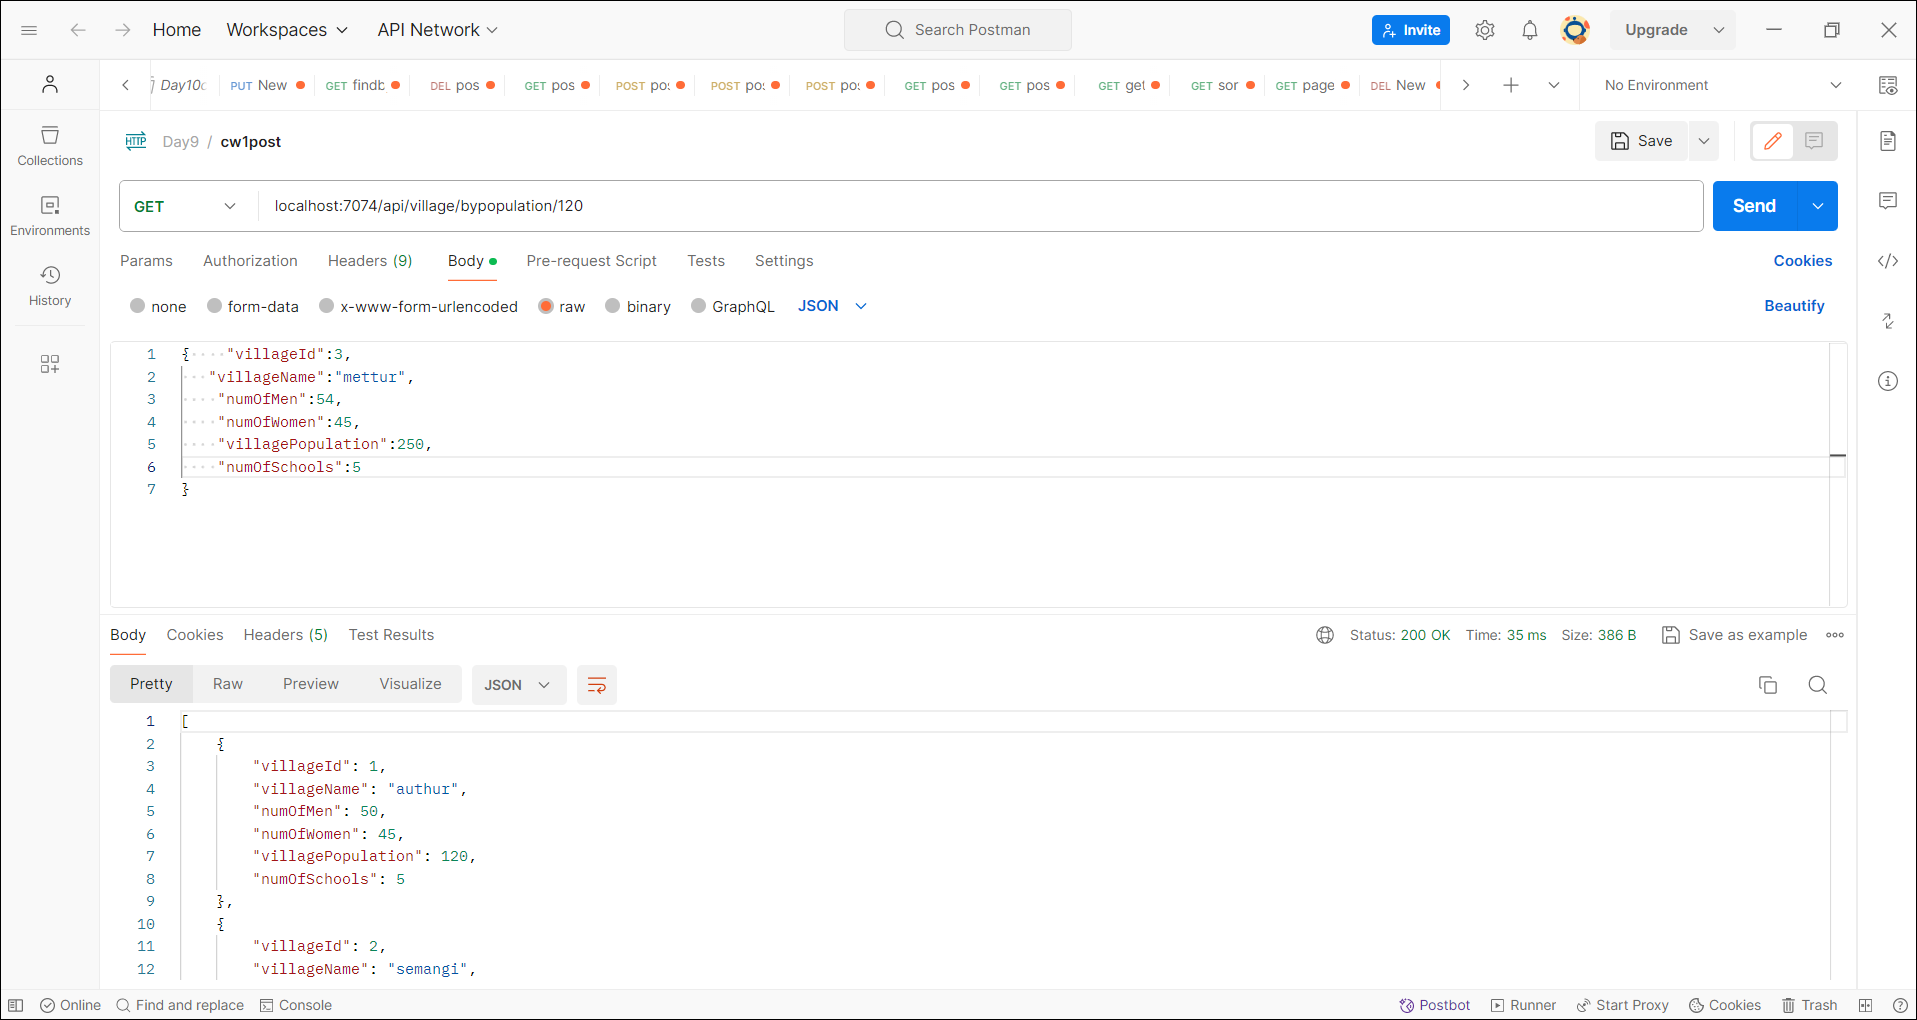 Home Workspaces API Network Search Postman Invite Upgrade
Day10c PUT New GET findb DEL pos GET pos POST po: POST po: POST po: GET pos GET pos GET get GET sor GET page DEL New No Environment
HTTP Day9 / cw1post Save
Collections
Environments
History
GET localhost:7074/api/village/bypopulation/120 Send
Params Authorization Headers (9) Body Pre-request Script Tests Settings Cookies
none form-data x-www-form-urlencoded raw binary GraphQL JSON Beautify
1 { "villageId":3,
2 "villageName":"mettur",
3 "numOfMen":54,
4 "numOfWomen":45,
5 "villagePopulation":250,
6 "numOfSchools":5
7 }
Body Cookies Headers (5) Test Results Status: 200 OK Time: 35 ms Size: 386 B Save as example
Pretty Raw Preview Visualize JSON
1 [
2 {
3 "villageId": 1,
4 "villageName": "authur",
5 "numOfMen": 50,
6 "numOfWomen": 45,
7 "villagePopulation": 120,
8 "numOfSchools": 5
9 },
10 {
11 "villageId": 2,
12 "villageName": "semangi",
Online Find and replace Console Postbot Runner Start Proxy Cookies Trash